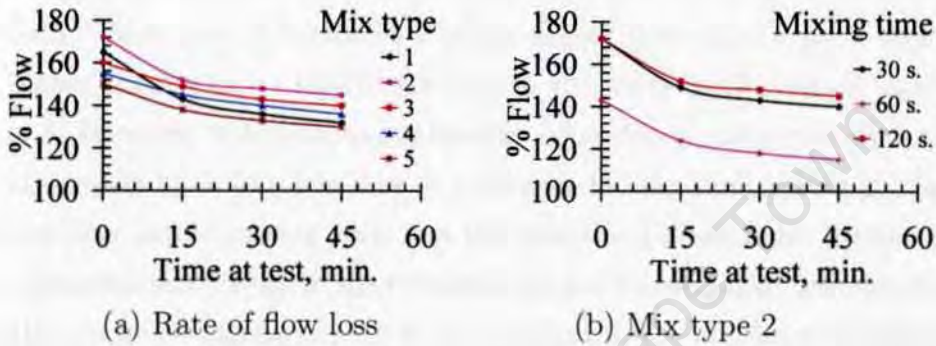 Mix type
1
2
3
4
5
% Flow
160
140
120
100
0 15 30 45 60
Time at test, min.
(a) Rate of flow loss
Mixing time
30 s.
60 s.
120 s.
% Flow
160
140
120
100
0 15 30 45 60
Time at test, min.
(b) Mix type 2
Town